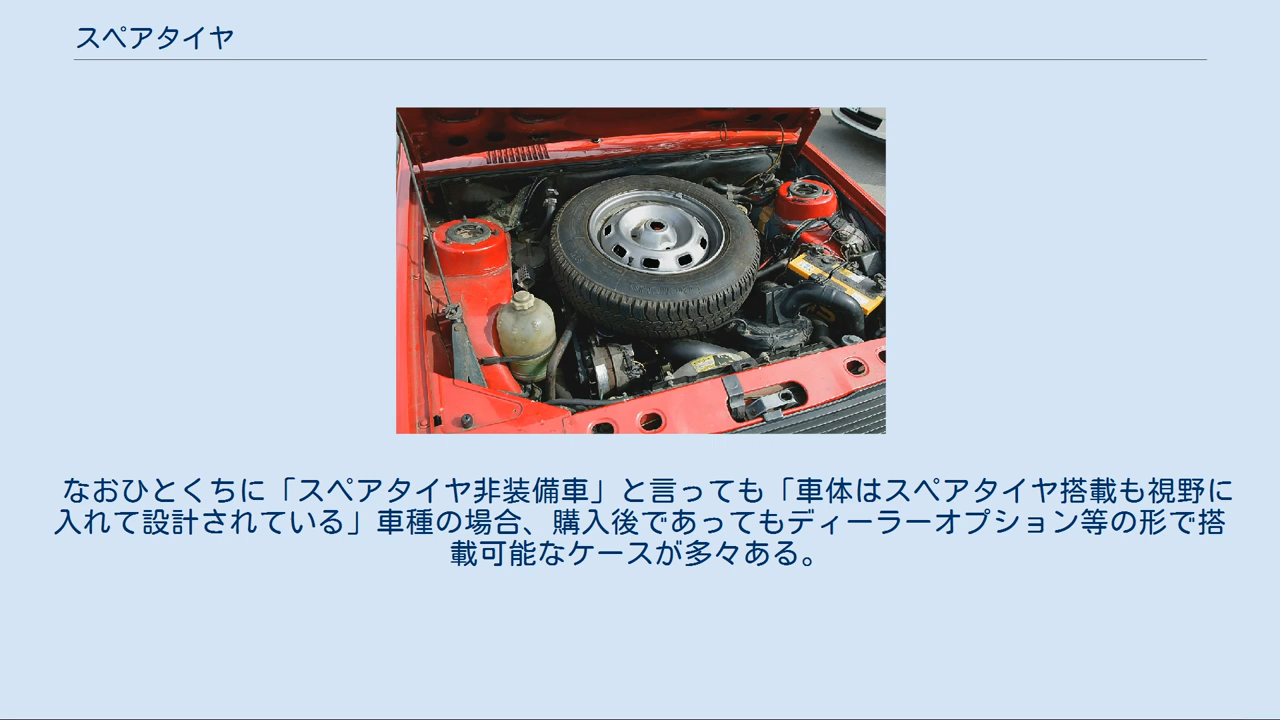 スペアタイヤ
なおひとくちに「スペアタイヤ非装備車」と言っても「車体はスペアタイヤ搭載も視野に
入れて設計されている」車種の場合、購入後であってもディーラーオプション等の形で搭
載可能なケースが多々ある。